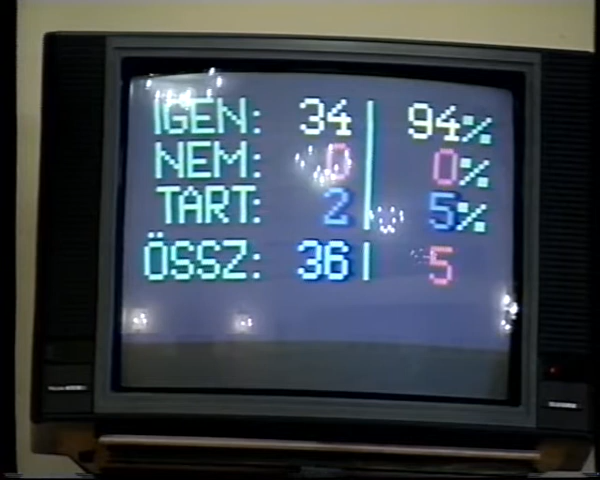 IGEN: 34 | 94%
NEM: 0 | 0%
TART: 2 | 5%
ÖSSZ: 36 | 5